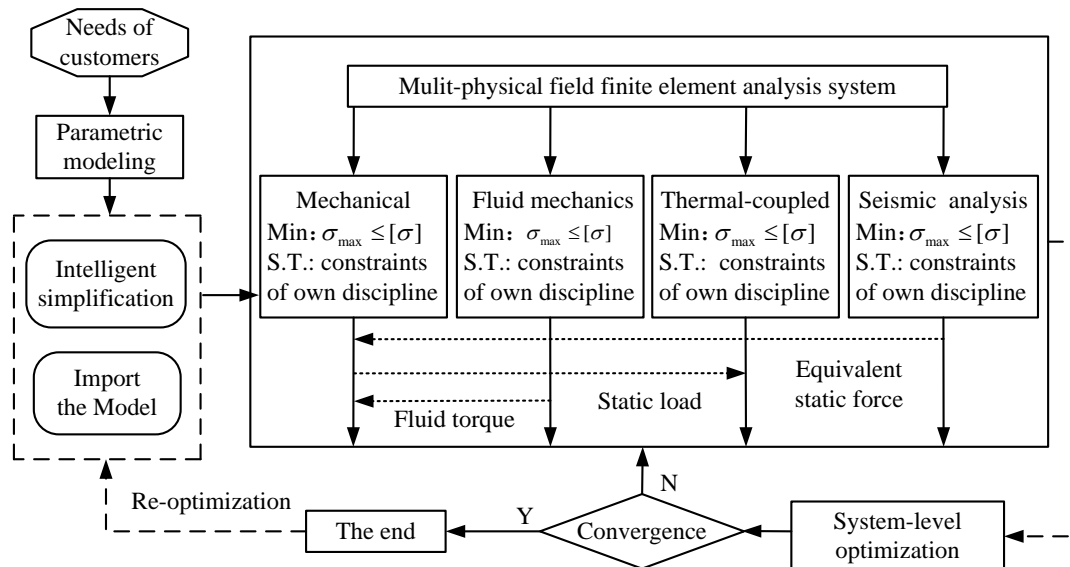 Needs of
customers
Parametric
modeling
Intelligent
simplification
Import
the Model
Mulit-physical field finite element analysis system
Mechanical
Min: σmax ≤[σ]
S.T.: constraints
of own discipline
Fluid mechanics
Min: σmax ≤[σ]
S.T.: constraints
of own discipline
Thermal-coupled
Min: σmax ≤[σ]
S.T.: constraints
of own discipline
Seismic analysis
Min: σmax ≤[σ]
S.T.: constraints
of own discipline
Equivalent
static force
Static load
Fluid torque
N
Re-optimization
Y
The end
Convergence
System-level
optimization